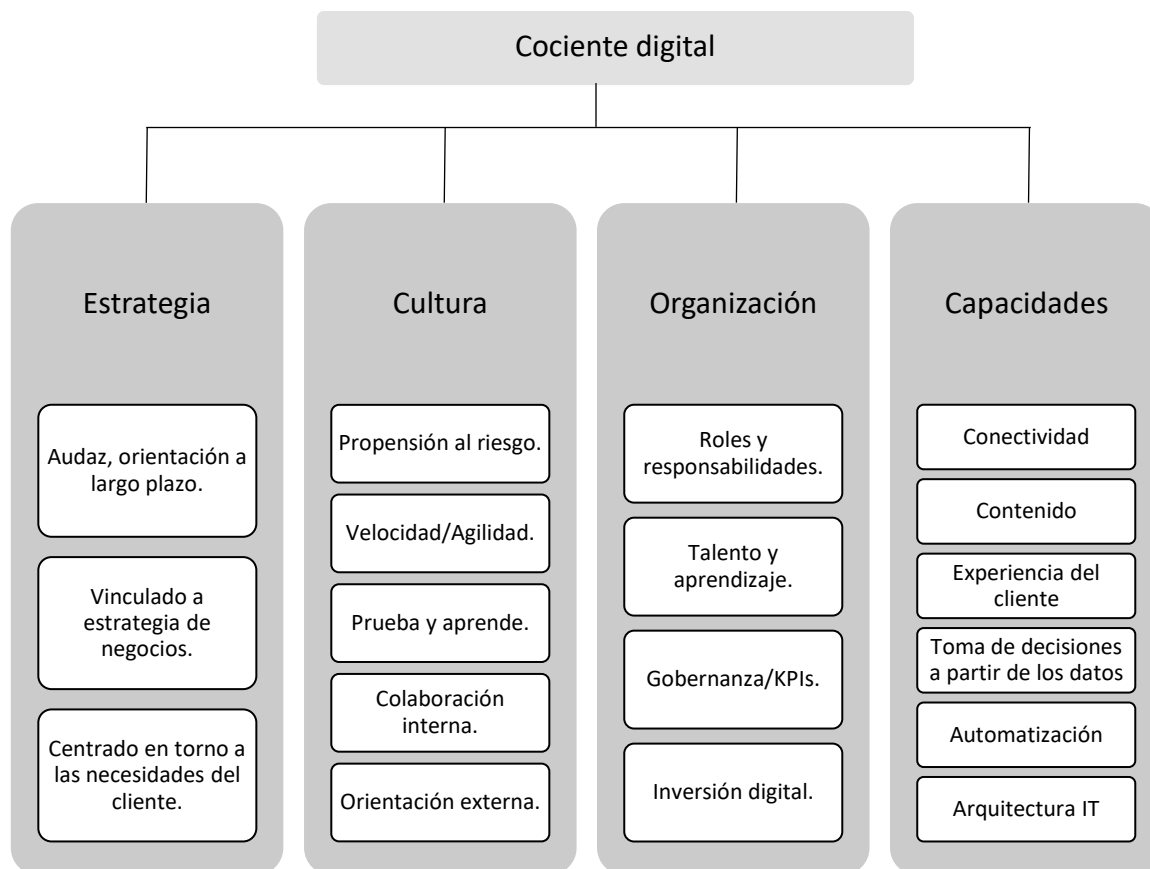 Cociente digital
Estrategia
Audaz, orientación a
largo plazo.
Vinculado a
estrategia de
negocios.
Centrado en torno a
las necesidades del
cliente.
Cultura
Propensión al riesgo.
Velocidad/Agilidad.
Prueba y aprende.
Colaboración
interna.
Orientación externa.
Organización
Roles y
responsabilidades.
Talento y
aprendizaje.
Gobernanza/KPIs.
Inversión digital.
Capacidades
Conectividad
Contenido
Experiencia del
cliente
Toma de decisiones
a partir de los datos
Automatización
Arquitectura IT